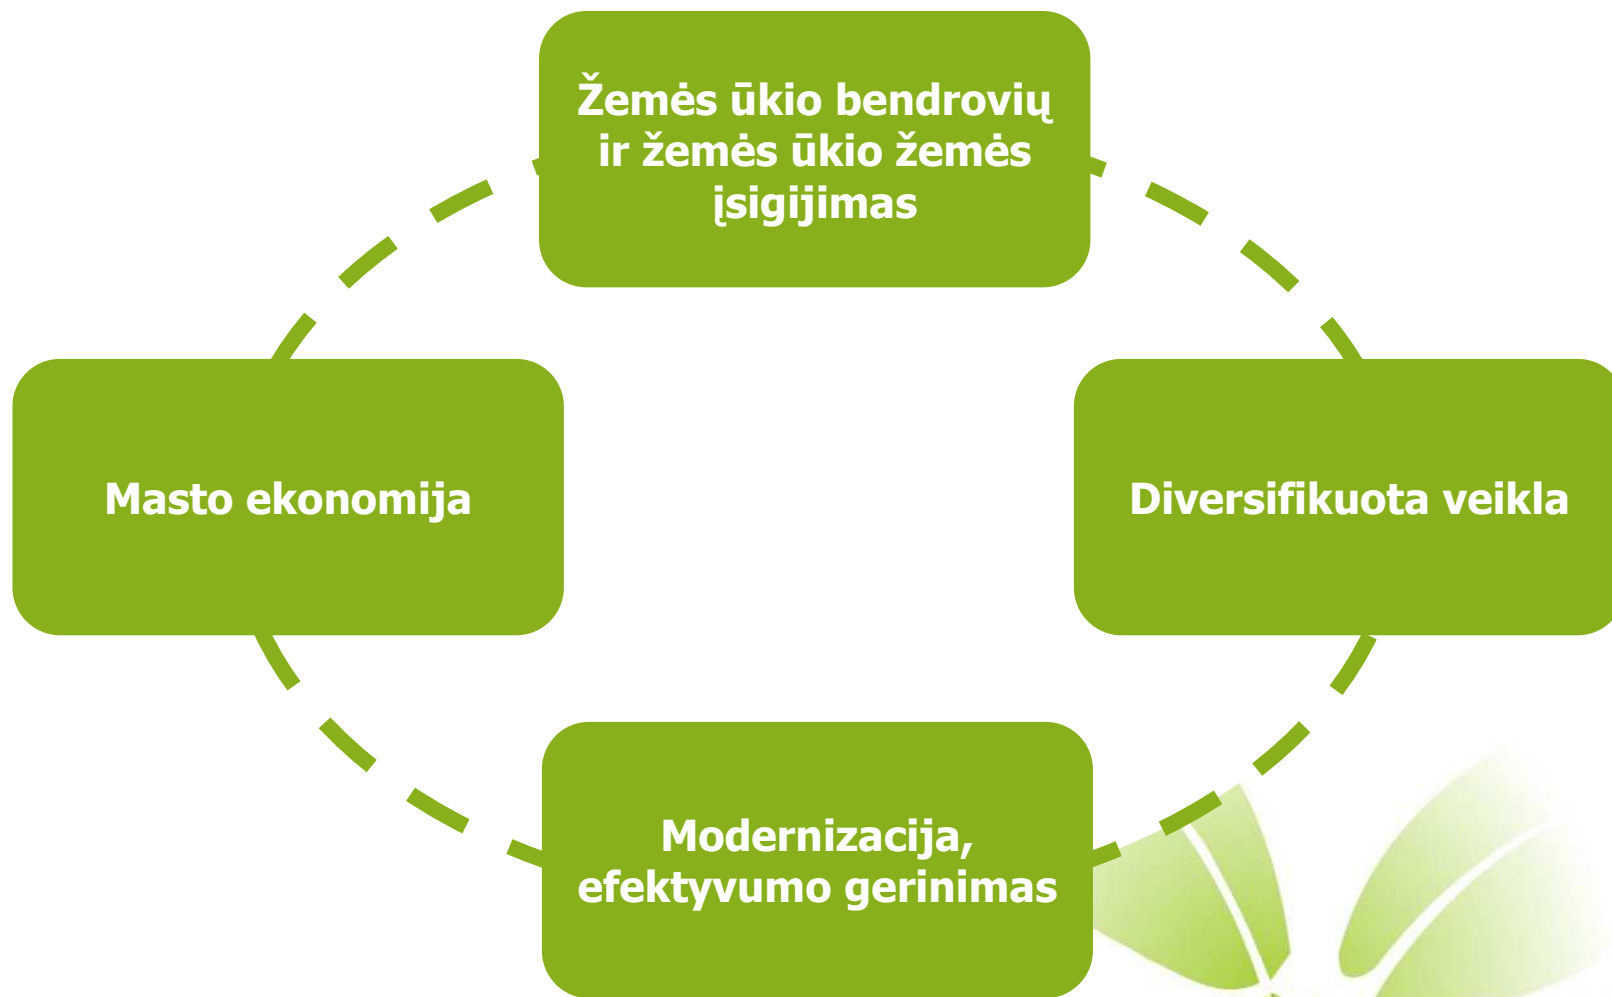 Žemės ūkio bendrovių
ir žemės ūkio žemės
įsigijimas
Masto ekonomija
Diversifikuota veikla
Modernizacija,
efektyvumo gerinimas